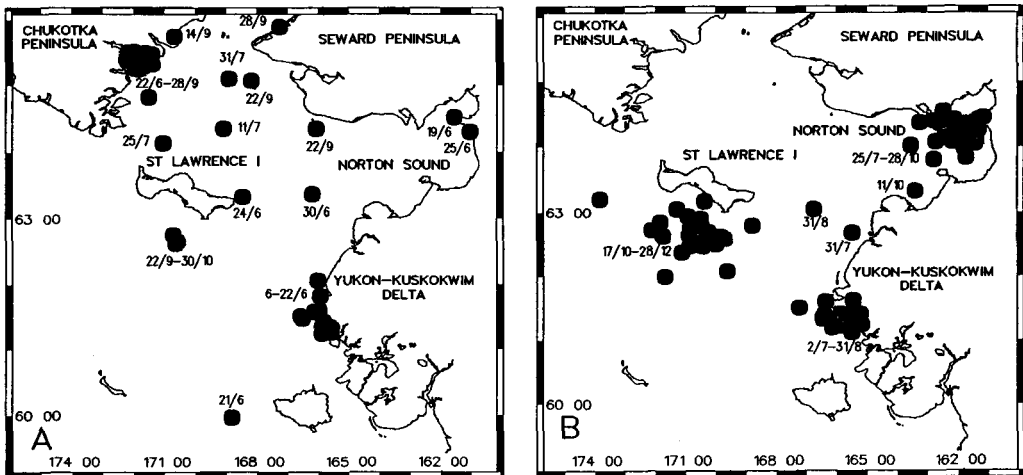 CHUKOTKA
PENINSULA
14/9
28/9
SEWARD PENINSULA
31/7
22/6–28/9
22/9
25/7
11/7
22/9
19/6
25/6
ST LAWRENCE I
NORTON SOUND
24/6
30/6
63 00
22/9–30/10
6–22/6
YUKON–KUSKOKWIM
DELTA
21/6
60 00
A
174 00
171 00
168 00
165 00
162 00
CHUKOTKA
PENINSULA
SEWARD PENINSULA
NORTON SOUND
25/7–28/10
ST LAWRENCE I
11/10
63 00
31/8
17/10–28/12
31/7
YUKON–KUSKOKWIM
DELTA
2/7–31/8
60 00
B
174 00
171 00
168 00
165 00
162 00